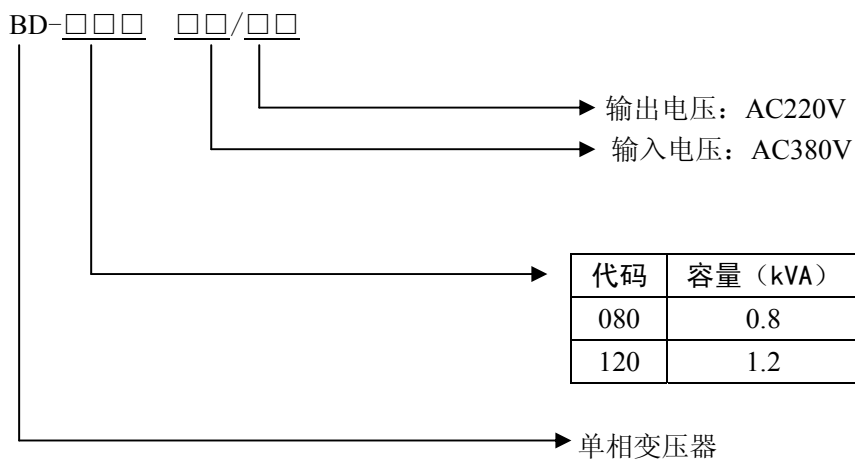 BD-□□□ □□/□□
输出电压：AC220V
输入电压：AC380V
代码 容量（kVA）
080 0.8
120 1.2
单相变压器